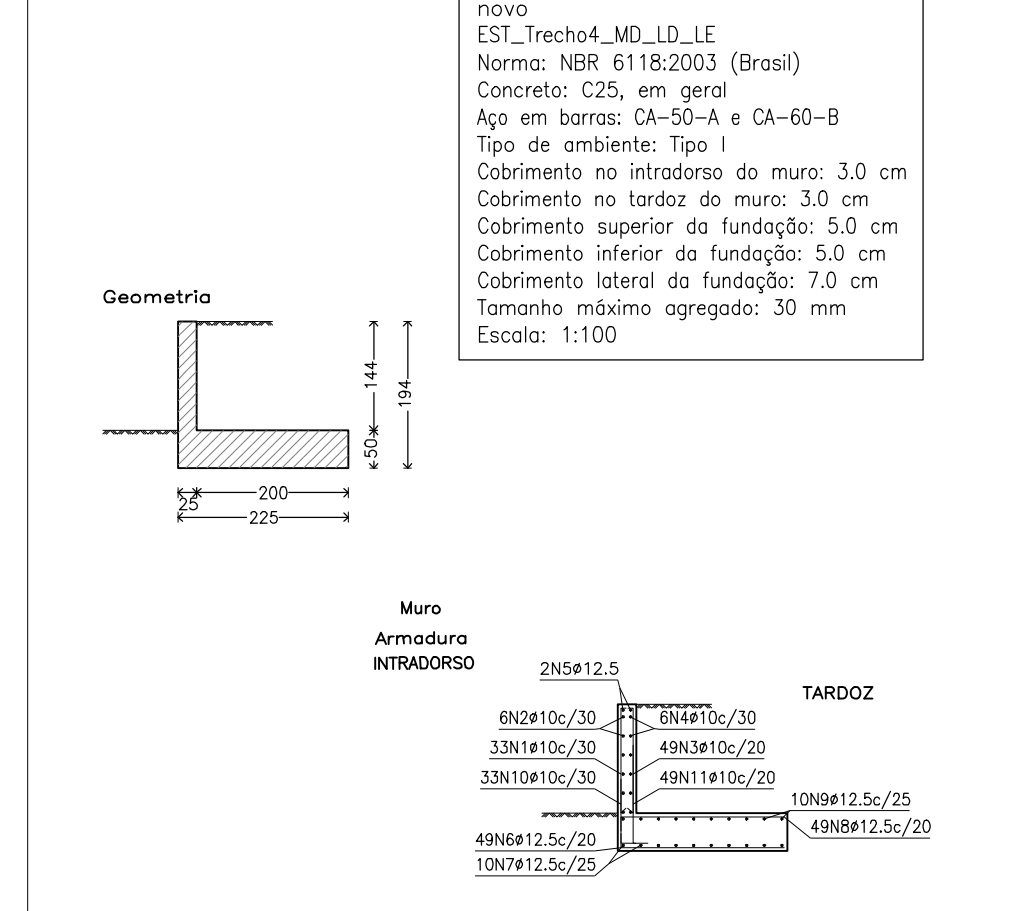 novo
EST_Trecho4_MD_LD_LE
Norma: NBR 6118:2003 (Brasil)
Concreto: C25, em geral
Aço em barras: CA-50-A e CA-60-B
Tipo de ambiente: Tipo I
Cobrimento no intradorso do muro: 3.0 cm
Cobrimento no tardoz do muro: 3.0 cm
Cobrimento superior da fundação: 5.0 cm
Cobrimento inferior da fundação: 5.0 cm
Cobrimento lateral da fundação: 7.0 cm
Tamanho máximo agregado: 30 mm
Escala: 1:100
Geometria
144
194
50
25
200
225
Muro
Armadura
INTRADORSO
TARDOZ
2N5ø12.5
6N2ø10c/30
6N4ø10c/30
33N1ø10c/30
49N3ø10c/20
33N10ø10c/30
49N11ø10c/20
10N9ø12.5c/25
49N8ø12.5c/20
49N6ø12.5c/20
10N7ø12.5c/25